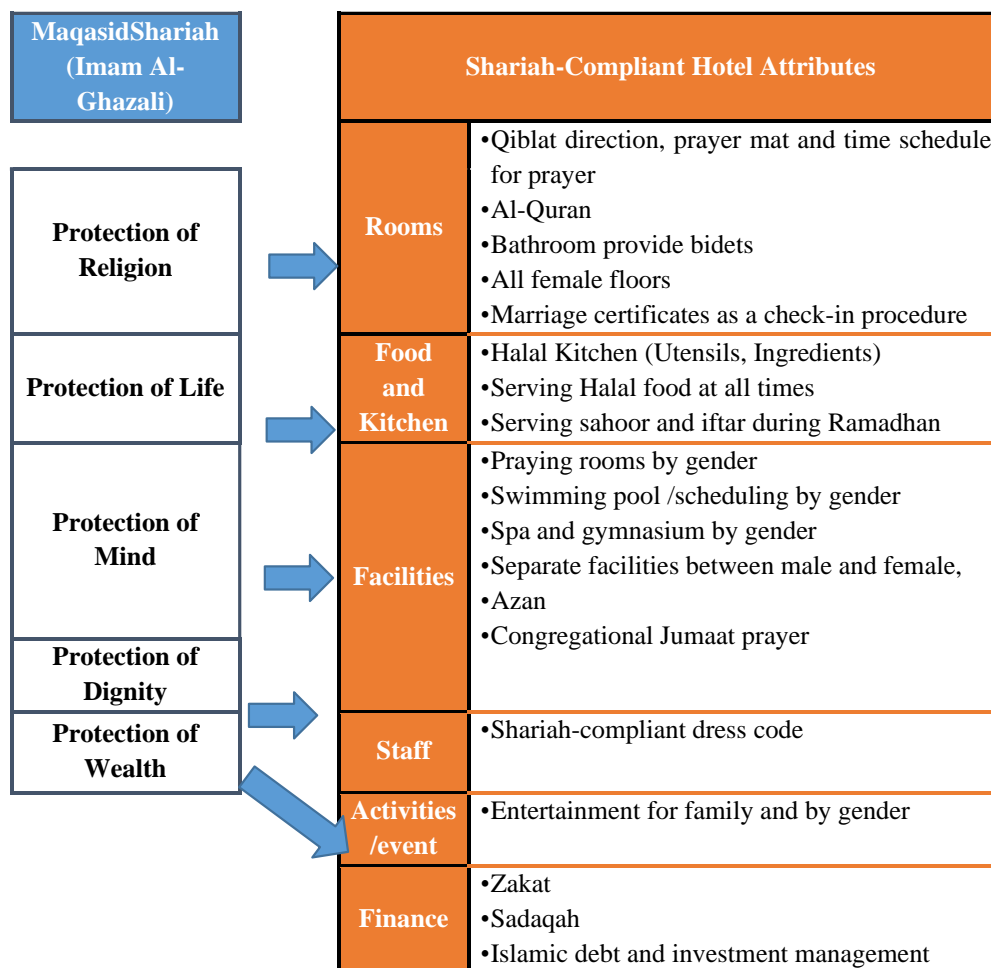 MaqasidShariah
(Imam Al-
Ghazali)
Shariah-Compliant Hotel Attributes
Protection of
Religion
Protection of Life
Protection of
Mind
Protection of
Dignity
Protection of
Wealth
Rooms
•Qiblat direction, prayer mat and time schedule
for prayer
•Al-Quran
•Bathroom provide bidets
•All female floors
•Marriage certificates as a check-in procedure
Food
and
Kitchen
•Halal Kitchen (Utensils, Ingredients)
•Serving Halal food at all times
•Serving sahoor and iftar during Ramadhan
Facilities
•Praying rooms by gender
•Swimming pool /scheduling by gender
•Spa and gymnasium by gender
•Separate facilities between male and female,
•Azan
•Congregational Jumaat prayer
Staff
•Shariah-compliant dress code
Activities
/event
•Entertainment for family and by gender
Finance
•Zakat
•Sadaqah
•Islamic debt and investment management